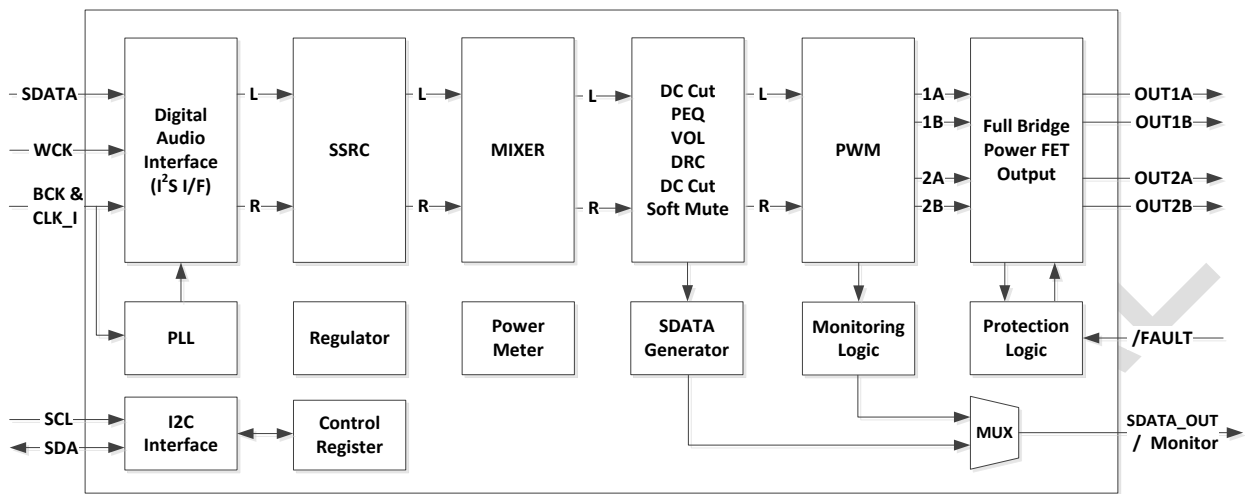 SDATA
WCK
BCK &
CLK_I
Digital
Audio
Interface
(I²S I/F)
L
R
SSRC
L
R
MIXER
L
R
DC Cut
PEQ
VOL
DRC
DC Cut
Soft Mute
L
R
PWM
1A
1B
2A
2B
Full Bridge
Power FET
Output
OUT1A
OUT1B
OUT2A
OUT2B
PLL
Regulator
Power
Meter
SDATA
Generator
Monitoring
Logic
Protection
Logic
/FAULT
SCL
SDA
I2C
Interface
Control
Register
MUX
SDATA_OUT
/ Monitor